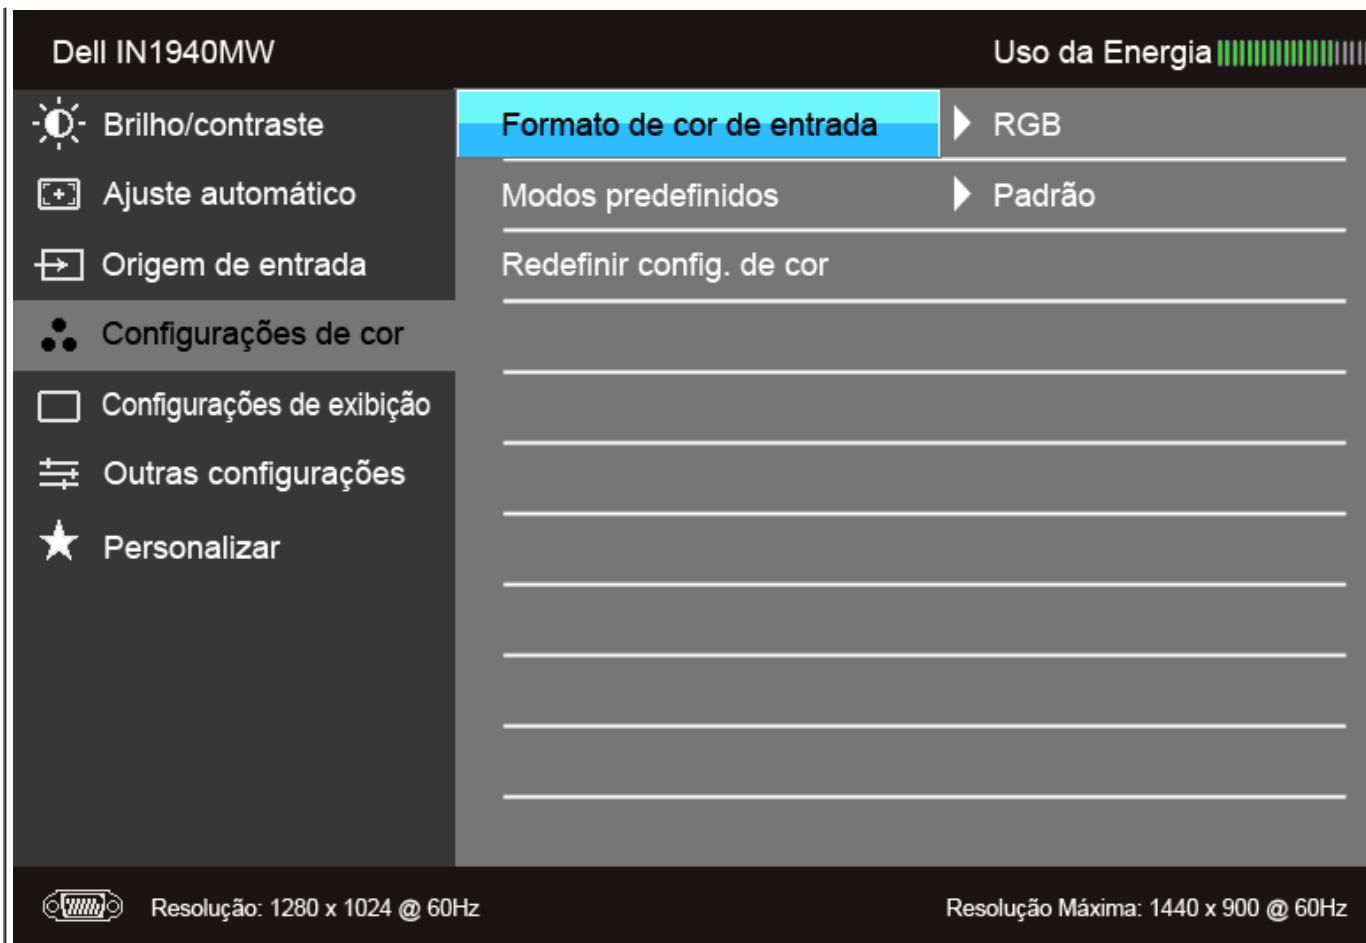 Dell IN1940MW
Uso da Energia
Brilho/contraste
Formato de cor de entrada
RGB
Ajuste automático
Modos predefinidos
Padrão
Origem de entrada
Redefinir config. de cor
Configurações de cor
Configurações de exibição
Outras configurações
Personalizar
Resolução: 1280 x 1024 @ 60Hz
Resolução Máxima: 1440 x 900 @ 60Hz